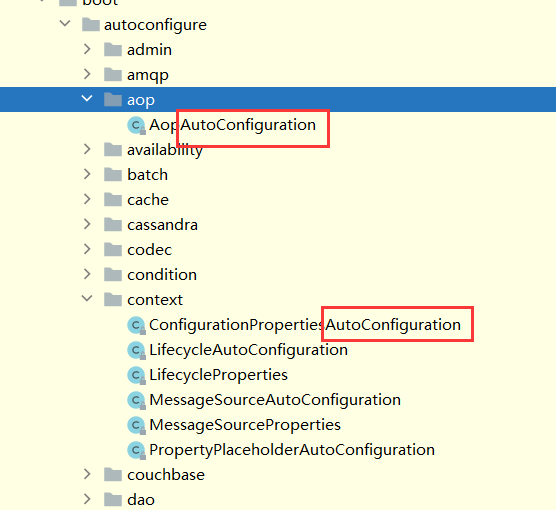 boot
autoconfigure
admin
amqp
aop
AopAutoConfiguration
availability
batch
cache
cassandra
codec
condition
context
ConfigurationPropertiesAutoConfiguration
LifecycleAutoConfiguration
LifecycleProperties
MessageSourceAutoConfiguration
MessageSourceProperties
PropertyPlaceholderAutoConfiguration
couchbase
dao